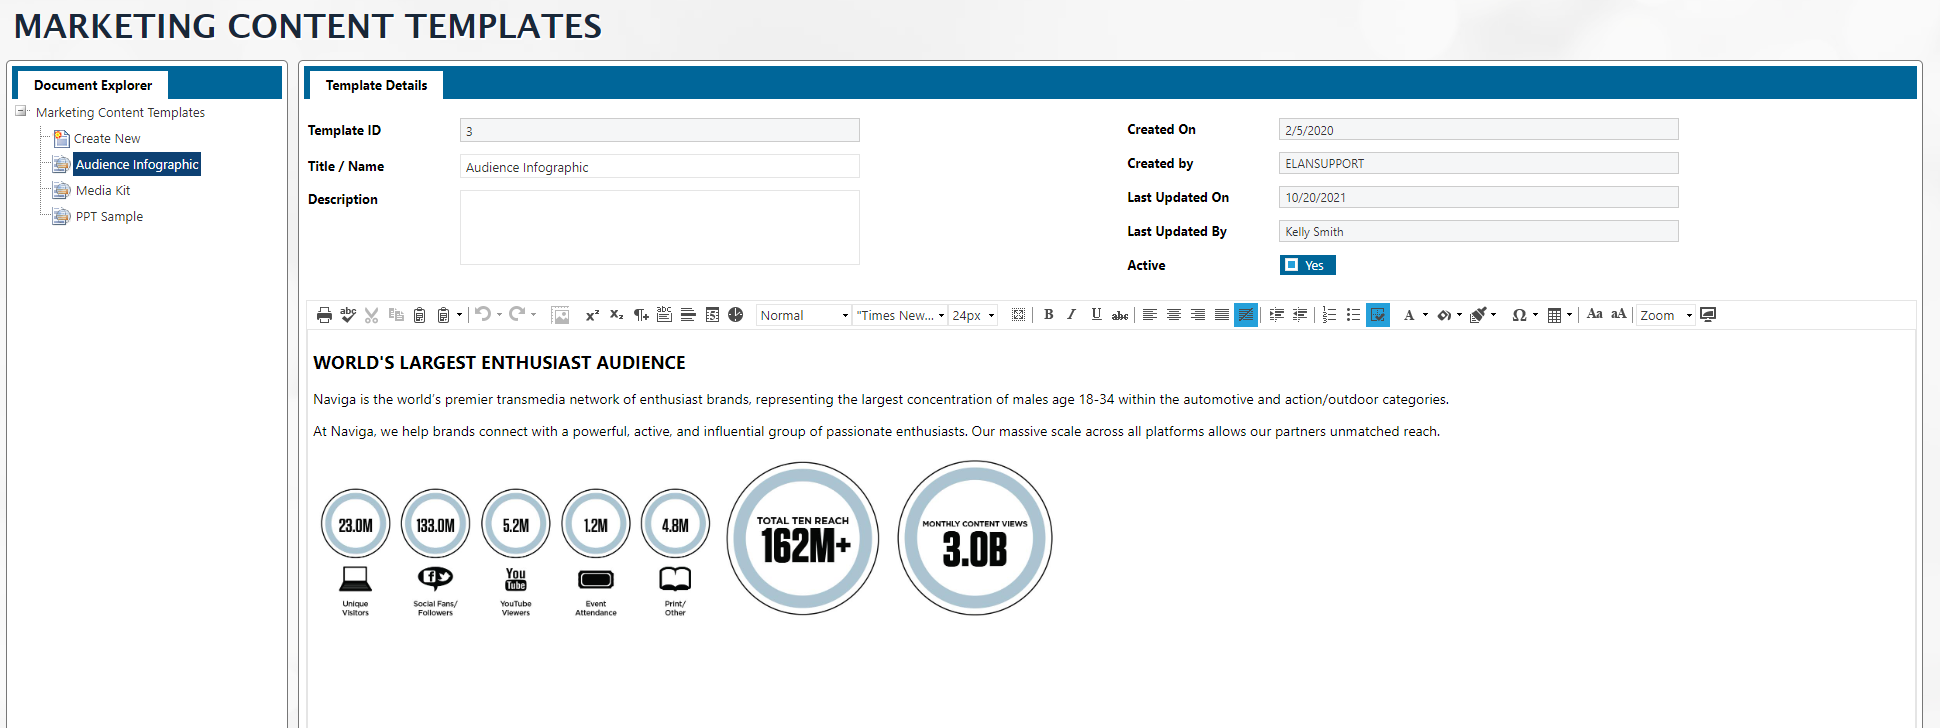 MARKETING CONTENT TEMPLATES
Document Explorer
Marketing Content Templates
Create New
Audience Infographic
Media Kit
PPT Sample
Template Details
Template ID 3
Title / Name Audience Infographic
Description
Created On 2/5/2020
Created by ELANSUPPORT
Last Updated On 10/20/2021
Last Updated By Kelly Smith
Active Yes
Normal "Times New... 24px B I U abc A Ω Aa aA Zoom
WORLD'S LARGEST ENTHUSIAST AUDIENCE
Naviga is the world's premier transmedia network of enthusiast brands, representing the largest concentration of males age 18-34 within the automotive and action/outdoor categories.
At Naviga, we help brands connect with a powerful, active, and influential group of passionate enthusiasts. Our massive scale across all platforms allows our partners unmatched reach.
23.0M 133.0M 5.2M 1.2M 4.8M
Unique Visitors
Social Fans/ Followers
You Tube
YouTube Viewers
Event Attendance
Print/ Other
TOTAL TEN REACH
162M+
MONTHLY CONTENT VIEWS
3.0B